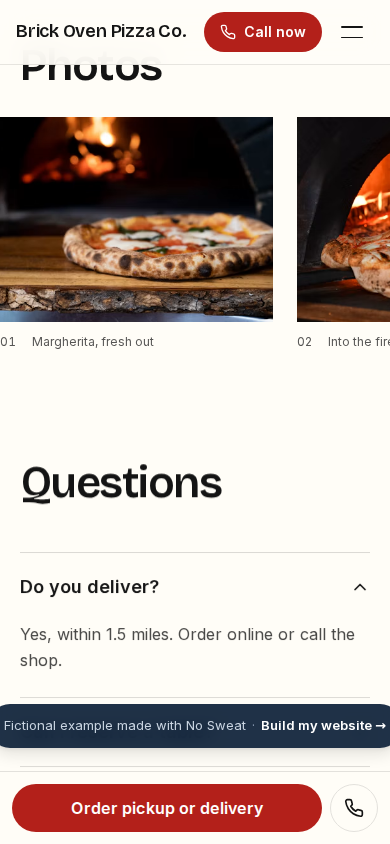 Brick Oven Pizza Co.
Call now
Photos
01 Margherita, fresh out
02 Into the fire
Questions
Do you deliver?
Yes, within 1.5 miles. Order online or call the
shop.
Fictional example made with No Sweat · Build my website →
Order pickup or delivery